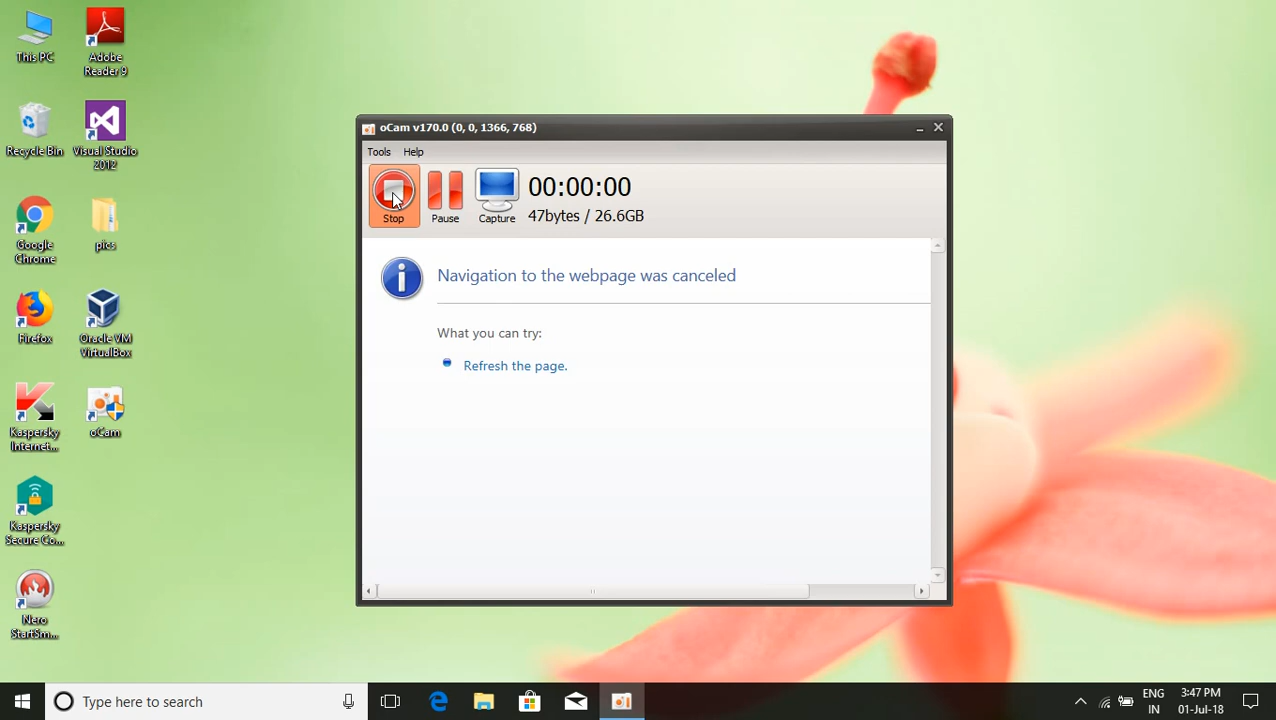 This PC
Adobe
Reader 9
Recycle Bin
Visual Studio
2012
Google
Chrome
pics
Firefox
Oracle VM
VirtualBox
Kaspersky
Internet...
oCam
Kaspersky
Secure Co...
Nero
StartSm...
oCam v170.0 (0, 0, 1366, 768)
Tools Help
Stop Pause Capture
00:00:00
47bytes / 26.6GB
Navigation to the webpage was canceled
What you can try:
Refresh the page.
Type here to search
ENG
IN
3:47 PM
01-Jul-18